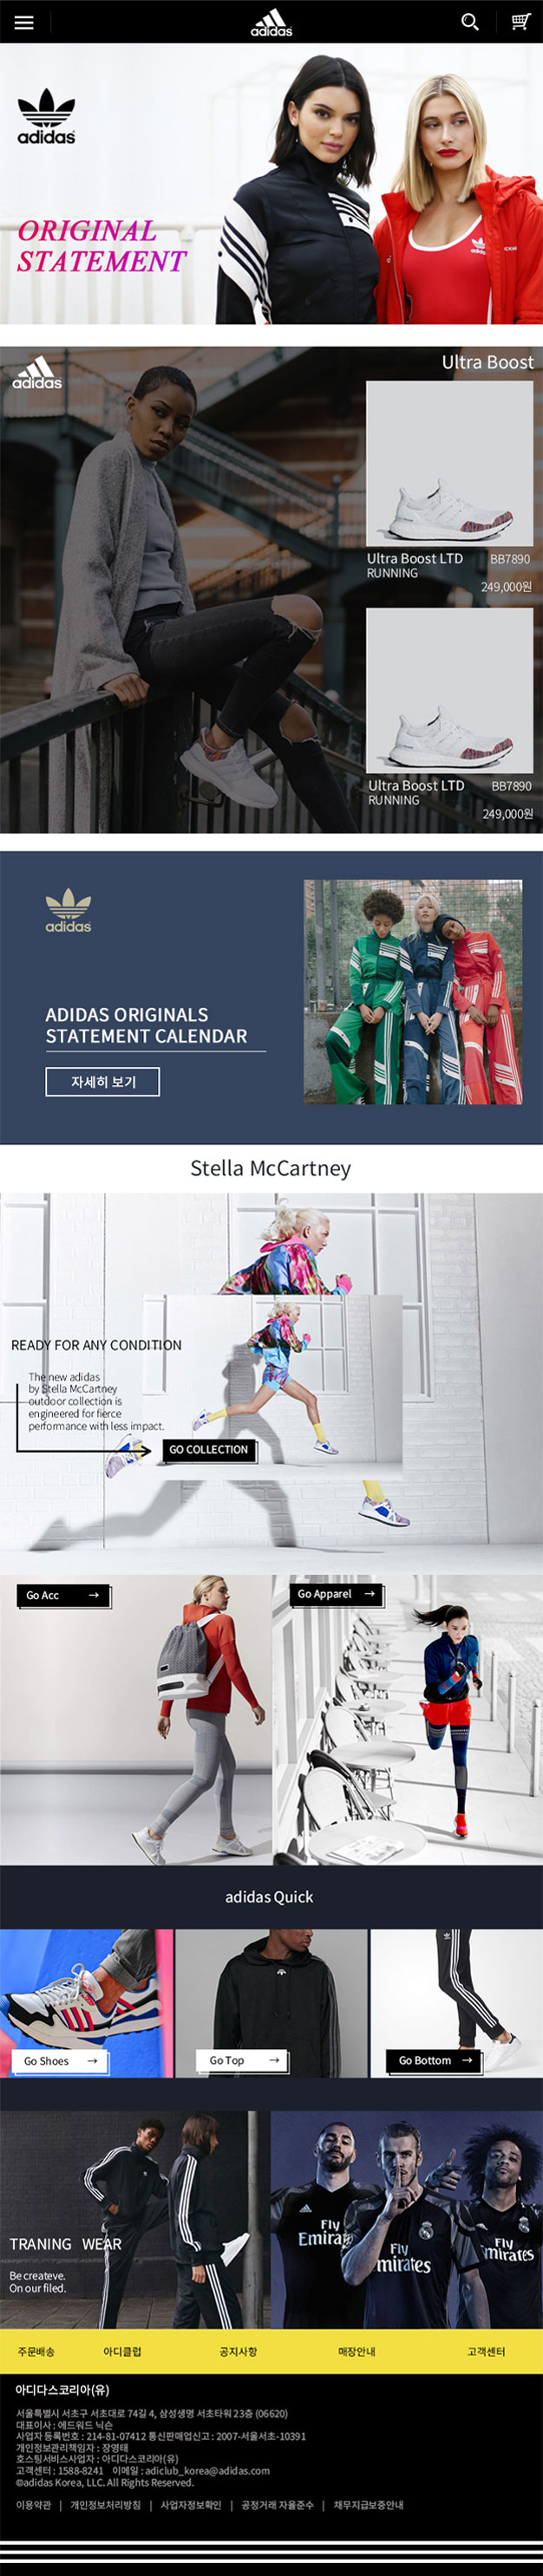 adidas
adidas
ORIGINAL
STATEMENT
adidas
Ultra Boost
Ultra Boost LTD BB7890
RUNNING
249,000원
Ultra Boost LTD BB7890
RUNNING
249,000원
adidas
ADIDAS ORIGINALS
STATEMENT CALENDAR
자세히 보기
Stella McCartney
READY FOR ANY CONDITION
The new adidas
by Stella McCartney
outdoor collection is
engineered for fierce
performance with less impact.
GO COLLECTION
Go Acc →
Go Apparel →
adidas Quick
Go Shoes →
Go Top →
Go Bottom →
TRANING WEAR
Be createve.
On our filed.
Fly
Emirates
Fly
Emirates
Fly
Emirates
주문배송 아디클럽 공지사항 매장안내 고객센터
아디다스코리아(유)
서울특별시 서초구 서초대로 74길 4, 삼성생명 서초타워 23층 (06620)
대표이사 : 에드워드 닉슨
사업자 등록번호 : 214-81-07412 통신판매업신고 : 2007-서울서초-10391
개인정보관리책임자 : 장영태
호스팅서비스사업자 : 아디다스코리아(유)
고객센터 : 1588-8241 이메일 : adiclub_korea@adidas.com
©adidas Korea, LLC. All Rights Reserved.
이용약관 | 개인정보처리방침 | 사업자정보확인 | 공정거래 자율준수 | 채무지급보증안내